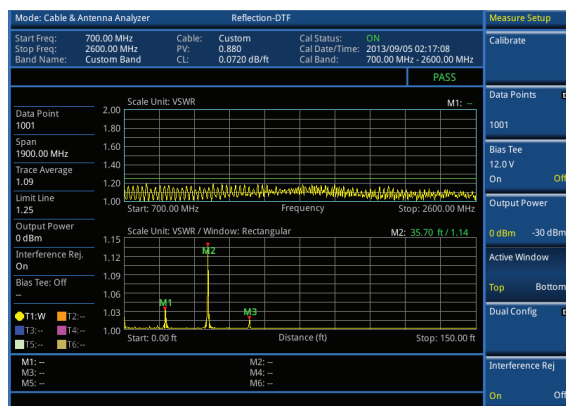 Mode: Cable & Antenna Analyzer Reflection-DTF Measure Setup
Start Freq: 700.00 MHz Cable: Custom Cal Status: ON
Stop Freq: 2600.00 MHz PV: 0.880 Cal Date/Time: 2013/09/05 02:17:08
Band Name: Custom Band CL: 0.0720 dB/ft Cal Band: 700.00 MHz - 2600.00 MHz
PASS
Data Point
1001
Span
1900.00 MHz
Trace Average
1.09
Limit Line
1.25
Output Power
0 dBm
Interference Rej.
On
Bias Tee: Off
--
T1:W T2:--
T3:-- T4:--
T5:-- T6:--
Scale Unit: VSWR M1: --
2.00
1.80
1.60
1.40
1.20
1.00
Start: 700.00 MHz Frequency Stop: 2600.00 MHz
Scale Unit: VSWR / Window: Rectangular M2: 35.70 ft / 1.14
1.15
1.12
1.09
1.06
1.03
1.00
M1
M2
M3
Start: 0.00 ft Distance (ft) Stop: 150.00 ft
M1: -- M2: --
M3: -- M4: --
M5: -- M6: --
Calibrate
Data Points
1001
Bias Tee
12.0 V
On Off
Output Power
0 dBm -30 dBm
Active Window
Top Bottom
Dual Config
Interference Rej
On Off